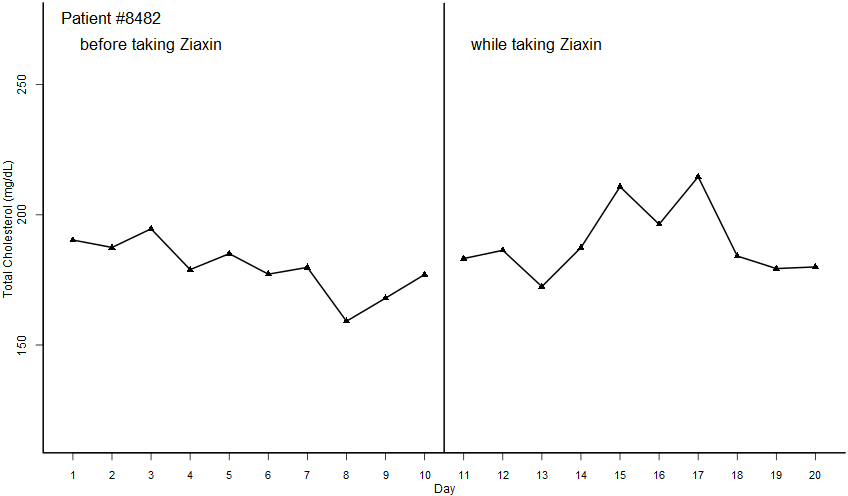 Patient #8482
before taking Ziaxin
while taking Ziaxin
Total Cholesterol (mg/dL)
250
200
150
1 2 3 4 5 6 7 8 9 10 11 12 13 14 15 16 17 18 19 20
Day